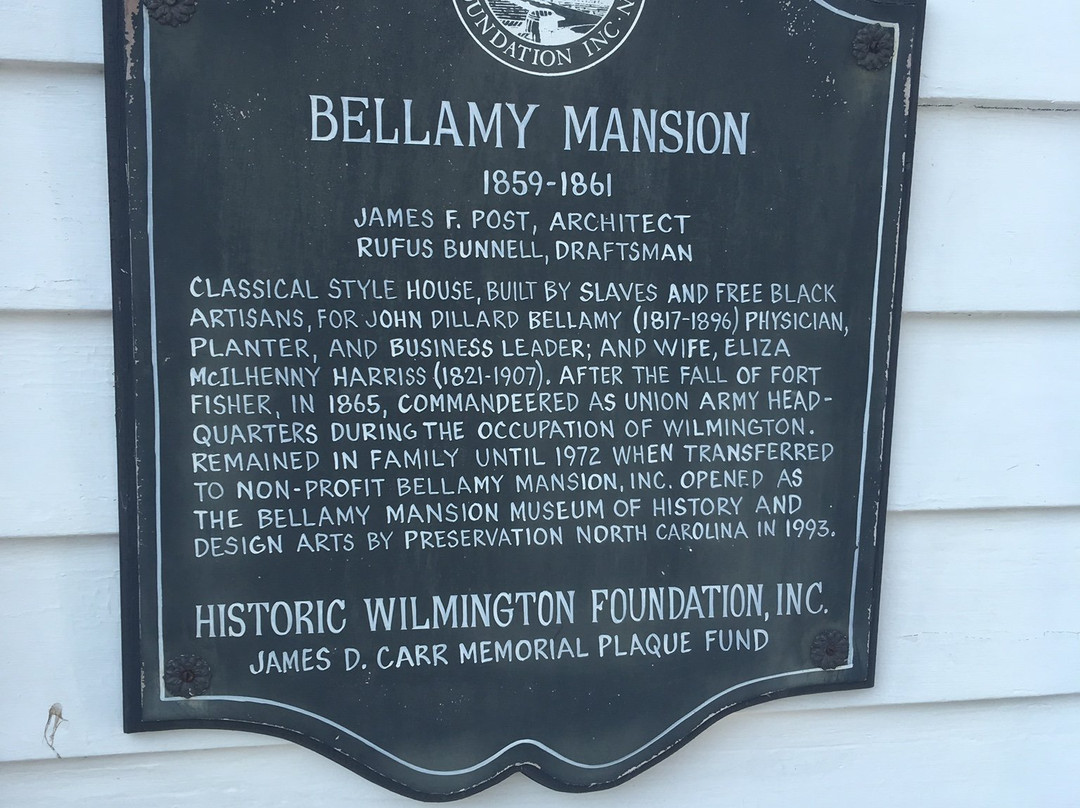 FOUNDATION INC
BELLAMY MANSION
1859-1861
JAMES F. POST, ARCHITECT
RUFUS BUNNELL, DRAFTSMAN
CLASSICAL STYLE HOUSE, BUILT BY SLAVES AND FREE BLACK
ARTISANS, FOR JOHN DILLARD BELLAMY (1817-1896) PHYSICIAN,
PLANTER, AND BUSINESS LEADER; AND WIFE, ELIZA
McILHENNY HARRISS (1821-1907). AFTER THE FALL OF FORT
FISHER, IN 1865, COMMANDEERED AS UNION ARMY HEAD-
QUARTERS DURING THE OCCUPATION OF WILMINGTON.
REMAINED IN FAMILY UNTIL 1972 WHEN TRANSFERRED
TO NON-PROFIT BELLAMY MANSION, INC. OPENED AS
THE BELLAMY MANSION MUSEUM OF HISTORY AND
DESIGN ARTS BY PRESERVATION NORTH CAROLINA IN 1993.
HISTORIC WILMINGTON FOUNDATION, INC.
JAMES D. CARR MEMORIAL PLAQUE FUND